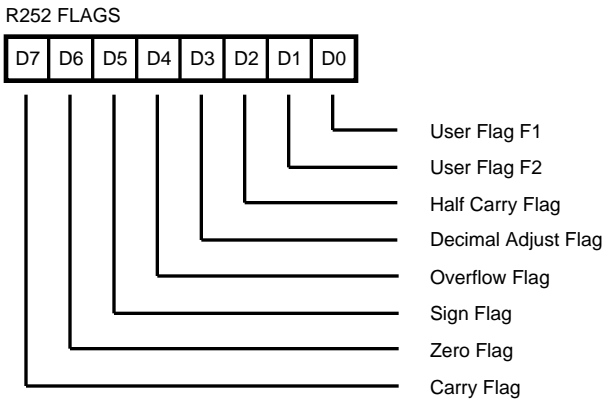 R252 FLAGS
D7 D6 D5 D4 D3 D2 D1 D0
User Flag F1
User Flag F2
Half Carry Flag
Decimal Adjust Flag
Overflow Flag
Sign Flag
Zero Flag
Carry Flag